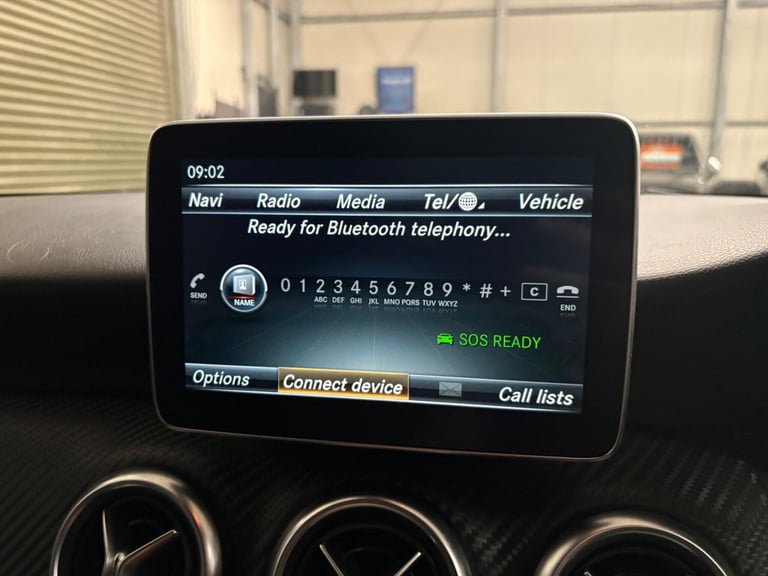 09:02
Navi Radio Media Tel/ Vehicle
Ready for Bluetooth telephony...
0 1 2 3 4 5 6 7 8 9 * # + C
ABC DEF GHI JKL MNO PQRS TUV WXYZ
SEND NAME END
SOS READY
Options Connect device Call lists